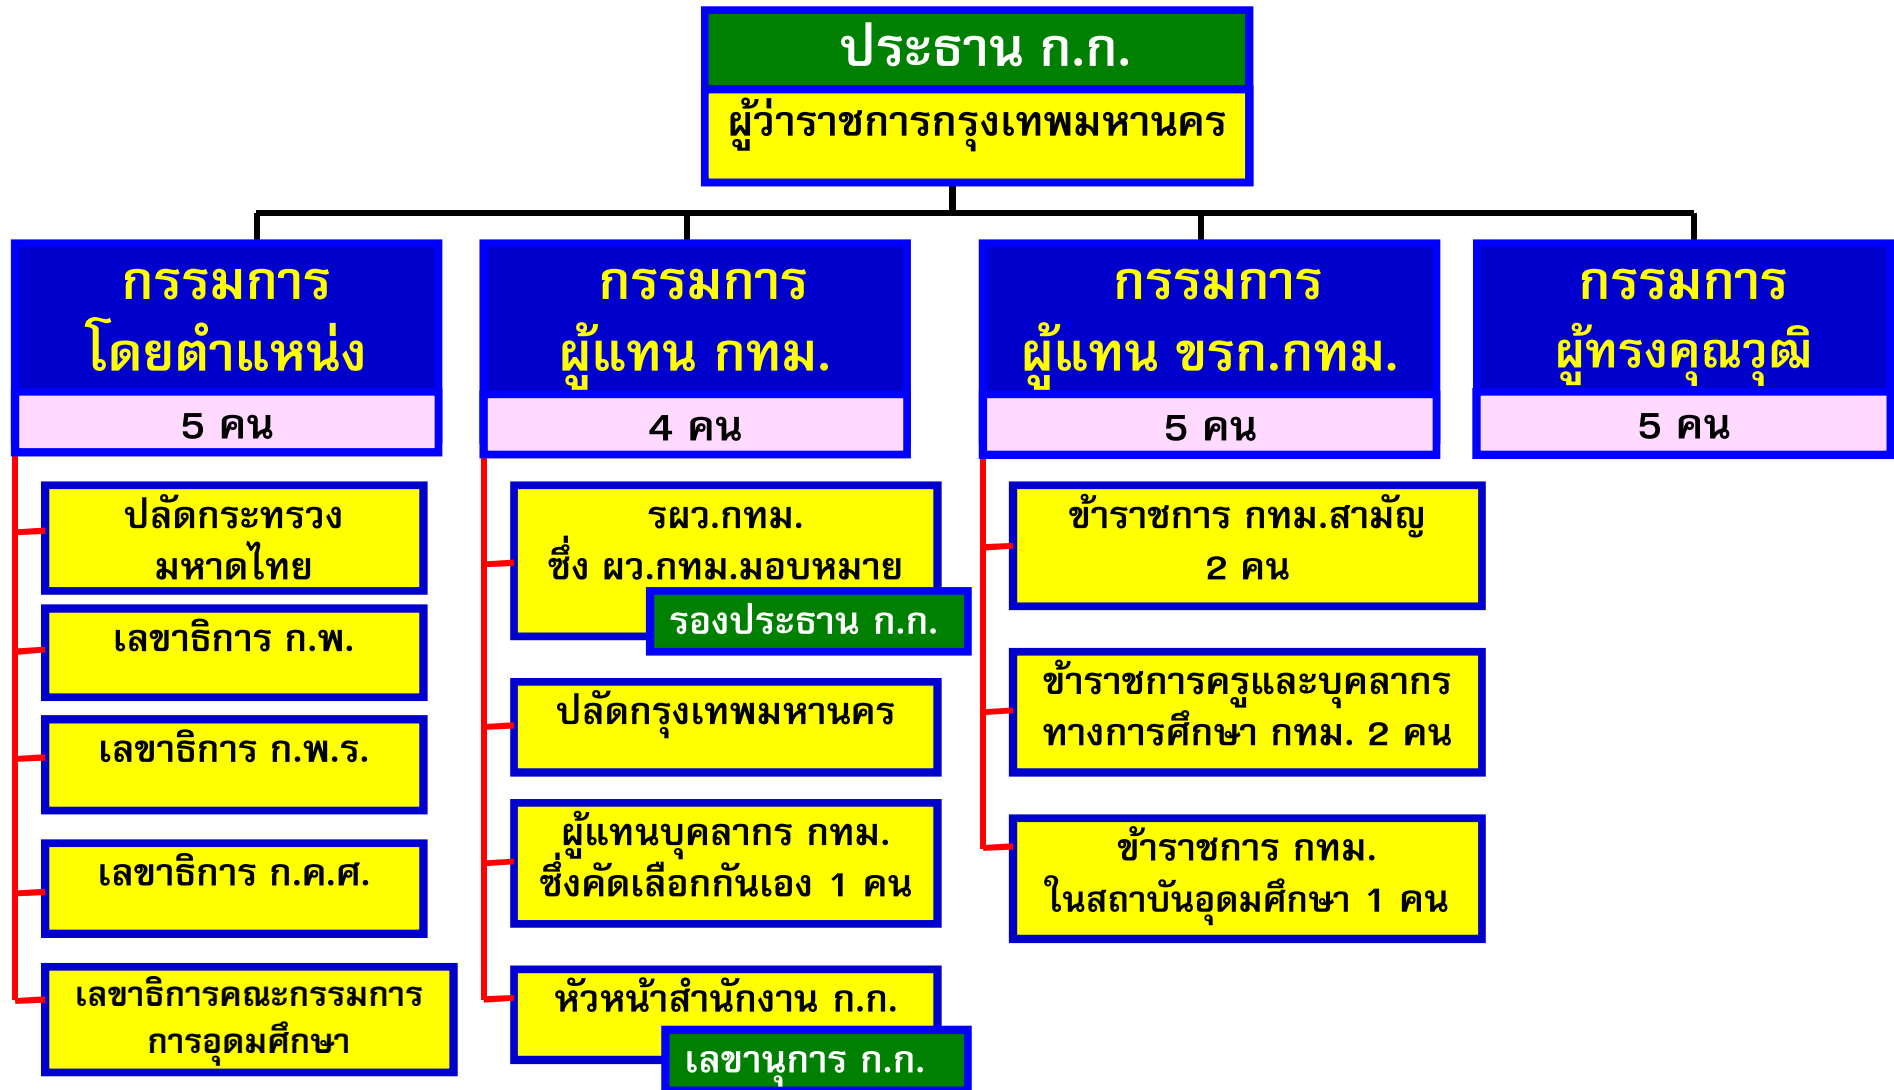 ประธาน ก.ก.
ผู้ว่าราชการกรุงเทพมหานคร
กรรมการ
โดยตำแหน่ง
5 คน
ปลัดกระทรวง
มหาดไทย
เลขาธิการ ก.พ.
เลขาธิการ ก.พ.ร.
เลขาธิการ ก.ค.ศ.
เลขาธิการคณะกรรมการ
การอุดมศึกษา
กรรมการ
ผู้แทน กทม.
4 คน
รผว.กทม.
ซึ่ง ผว.กทม.มอบหมาย
รองประธาน ก.ก.
ปลัดกรุงเทพมหานคร
ผู้แทนบุคลากร กทม.
ซึ่งคัดเลือกกันเอง 1 คน
หัวหน้าสำนักงาน ก.ก.
เลขานุการ ก.ก.
กรรมการ
ผู้แทน ขรก.กทม.
5 คน
ข้าราชการ กทม.สามัญ
2 คน
ข้าราชการครูและบุคลากร
ทางการศึกษา กทม. 2 คน
ข้าราชการ กทม.
ในสถาบันอุดมศึกษา 1 คน
กรรมการ
ผู้ทรงคุณวุฒิ
5 คน